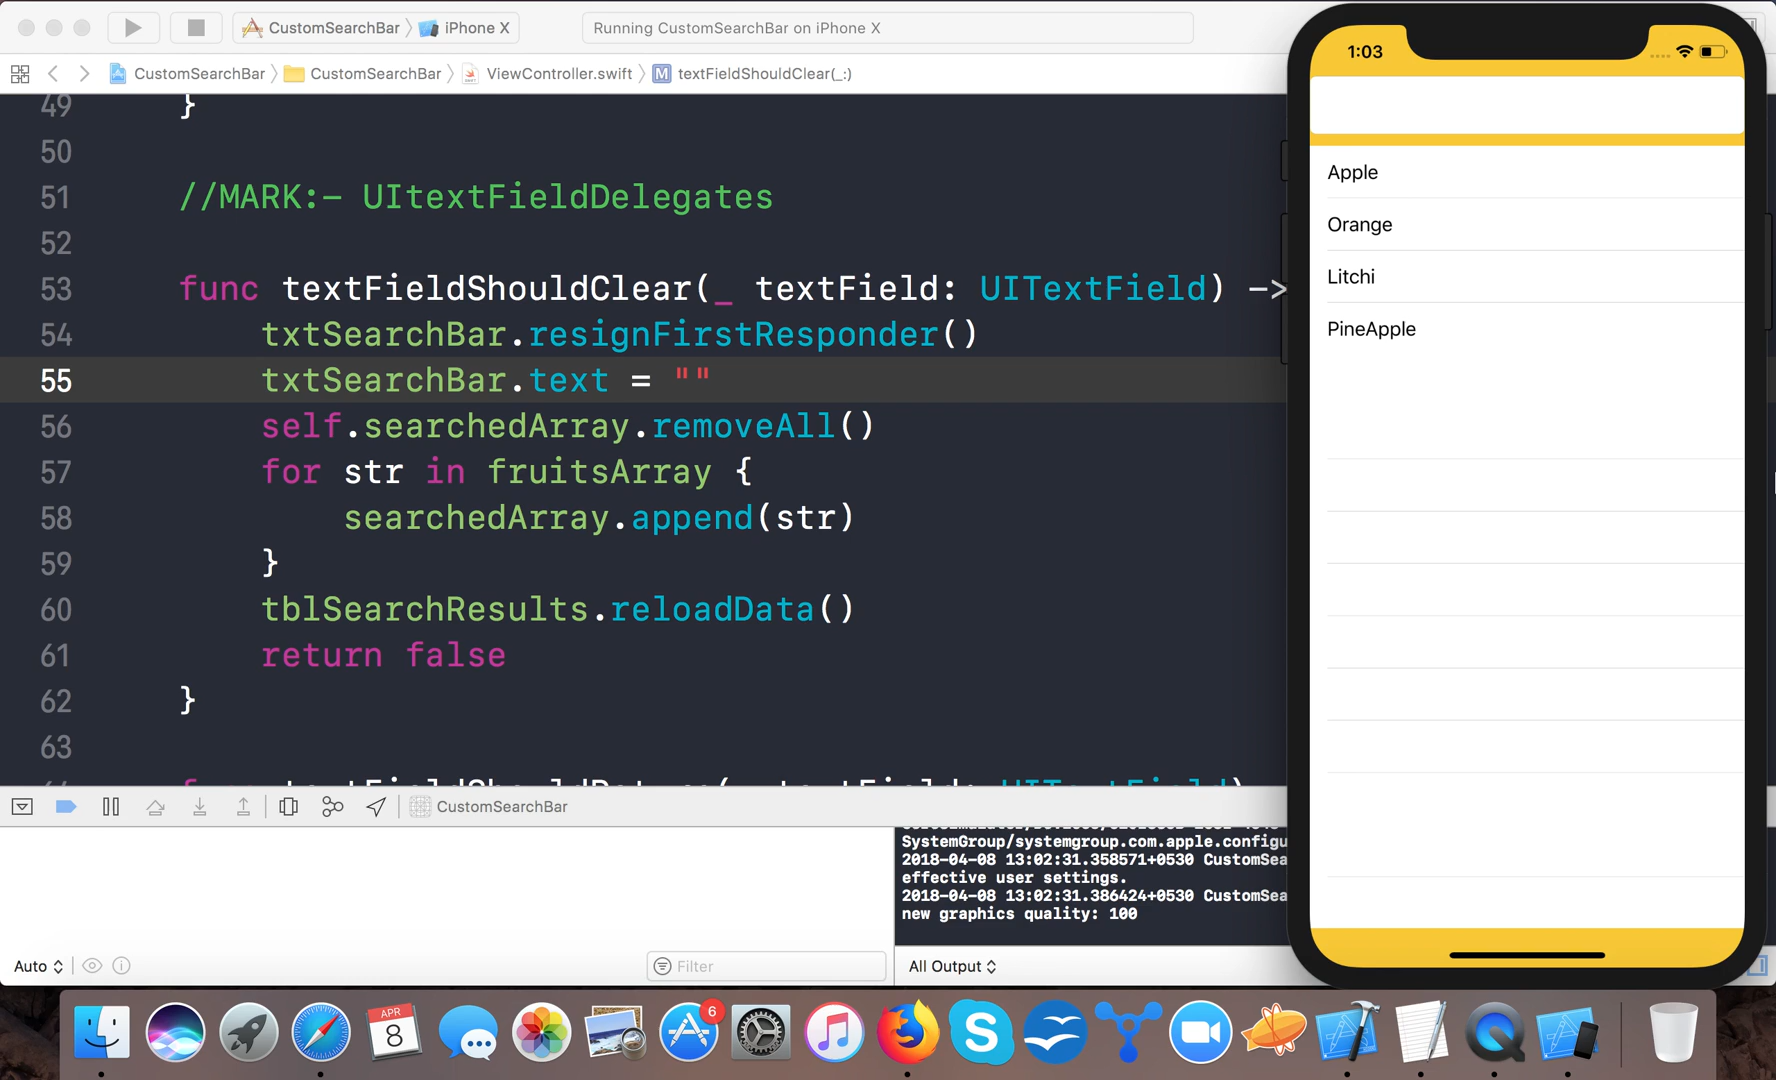 CustomSearchBar iPhone X
Running CustomSearchBar on iPhone X
CustomSearchBar CustomSearchBar ViewController.swift M textFieldShouldClear(_:)
49 }
50
51 //MARK:- UItextFieldDelegates
52
53 func textFieldShouldClear(_ textField: UITextField) ->
54 txtSearchBar.resignFirstResponder()
55 txtSearchBar.text = ""
56 self.searchedArray.removeAll()
57 for str in fruitsArray {
58 searchedArray.append(str)
59 }
60 tblSearchResults.reloadData()
61 return false
62 }
63
CustomSearchBar
SystemGroup/systemgroup.com.apple.configu
2018-04-08 13:02:31.358571+0530 CustomSea
effective user settings.
2018-04-08 13:02:31.386424+0530 CustomSea
new graphics quality: 100
Auto
Filter
All Output
1:03
Apple
Orange
Litchi
PineApple
APR
8
6
S